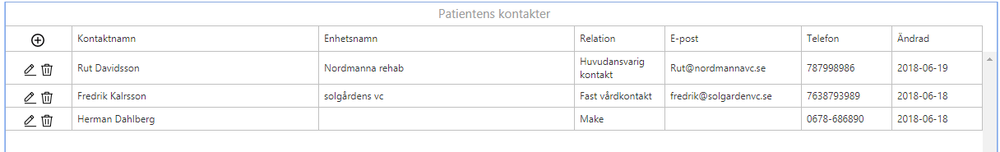 Patientens kontakter
Kontaktnamn Enhetsnamn Relation E-post Telefon Ändrad
Rut Davidsson Nordmanna rehab Huvudansvarig kontakt Rut@nordmannavc.se 787998986 2018-06-19
Fredrik Kalrsson solgårdens vc Fast vårdkontakt fredrik@solgardenvc.se 7638793989 2018-06-18
Herman Dahlberg Make 0678-686890 2018-06-18